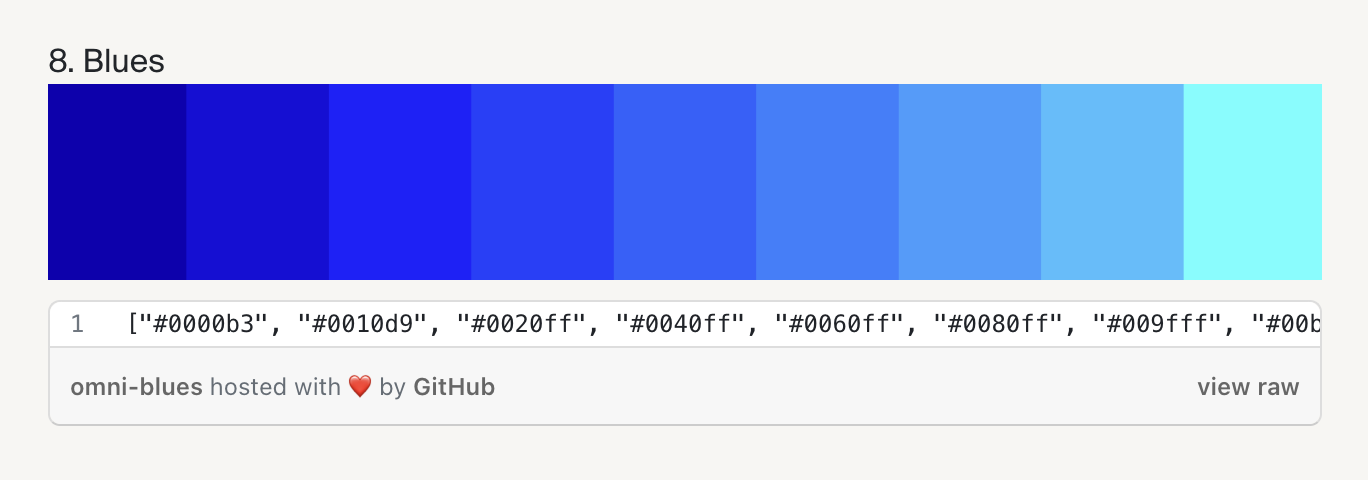 8. Blues
1 ["#0000b3", "#0010d9", "#0020ff", "#0040ff", "#0060ff", "#0080ff", "#009fff", "#00b
omni-blues hosted with ❤️ by GitHub
view raw